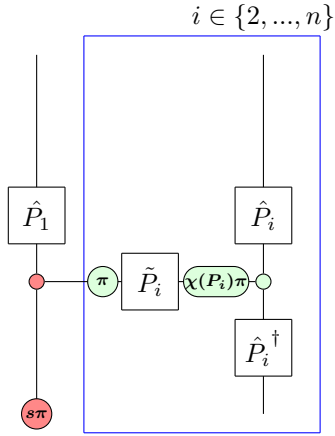 i ∈ {2, ..., n}
P̂₁ P̂ᵢ
π P̃ᵢ χ(Pᵢ)π
P̂ᵢ†
sπ